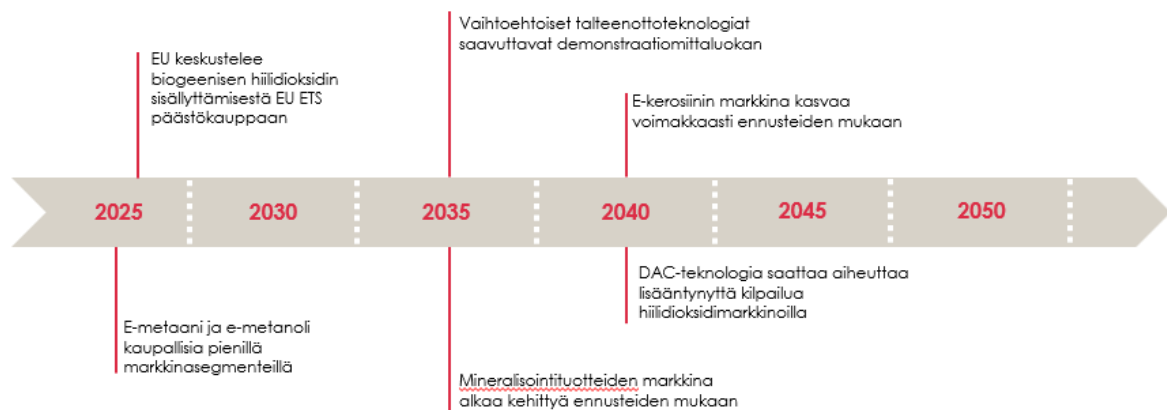 Vaihtoehtoiset talteenottoteknologiat
saavuttavat demonstraatiomittaluokan
EU keskustelee
biogeenisen hiilidioksidin
sisällyttämisestä EU ETS
päästökauppaan
E-kerosiinin markkina kasvaa
voimakkaasti ennusteiden mukaan
2025
2030
2035
2040
2045
2050
DAC-teknologia saattaa aiheuttaa
lisääntynyttä kilpailua
hiilidioksidimarkkinoilla
E-metaani ja e-metanoli
kaupallisia pienillä
markkinasegmenteillä
Mineralisointituotteiden markkina
alkaa kehittyä ennusteiden mukaan